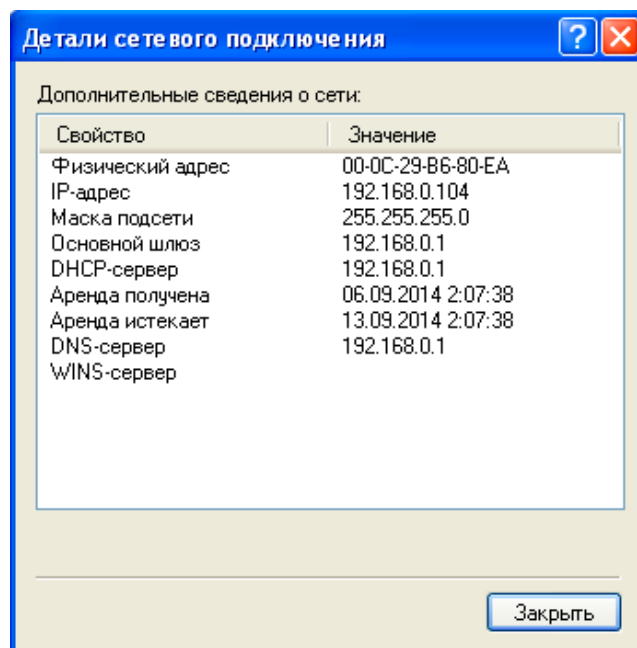 Детали сетевого подключения
Дополнительные сведения о сети:
Свойство Значение
Физический адрес 00-0C-29-B6-80-EA
IP-адрес 192.168.0.104
Маска подсети 255.255.255.0
Основной шлюз 192.168.0.1
DHCP-сервер 192.168.0.1
Аренда получена 06.09.2014 2:07:38
Аренда истекает 13.09.2014 2:07:38
DNS-сервер 192.168.0.1
WINS-сервер
Закрыть